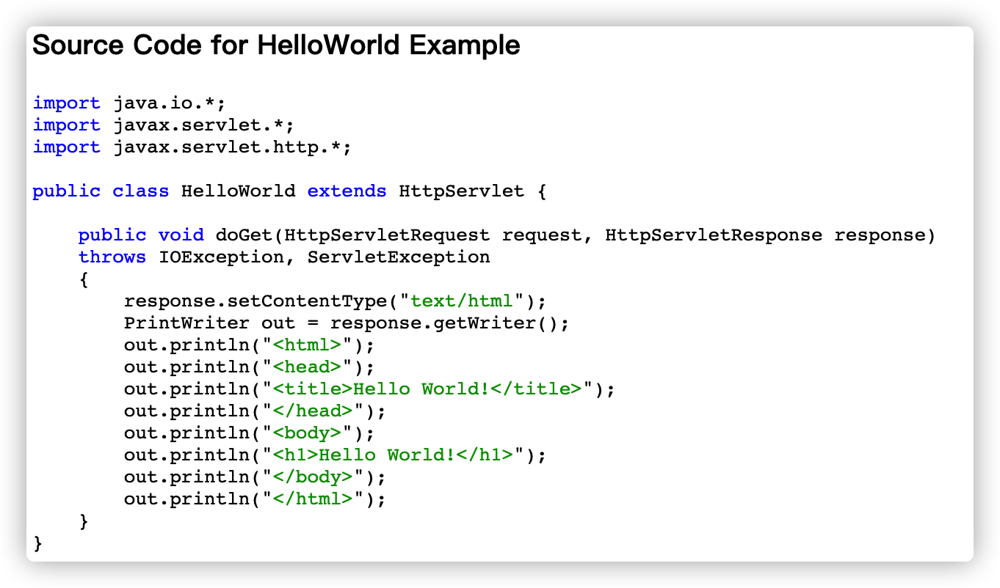 Source Code for HelloWorld Example
import java.io.*;
import javax.servlet.*;
import javax.servlet.http.*;
public class HelloWorld extends HttpServlet {
public void doGet(HttpServletRequest request, HttpServletResponse response)
throws IOException, ServletException
{
response.setContentType("text/html");
PrintWriter out = response.getWriter();
out.println("<html>");
out.println("<head>");
out.println("<title>Hello World!</title>");
out.println("</head>");
out.println("<body>");
out.println("<h1>Hello World!</h1>");
out.println("</body>");
out.println("</html>");
}
}